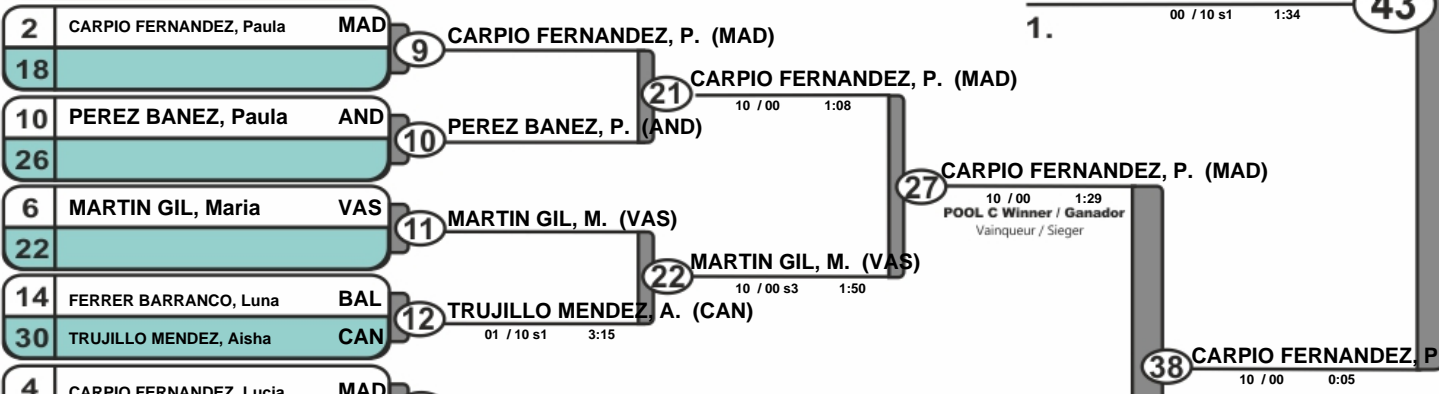 2 CARPIO FERNANDEZ, Paula MAD
18
9
CARPIO FERNANDEZ, P. (MAD)
10 PEREZ BANEZ, Paula AND
26
10
PEREZ BANEZ, P. (AND)
21
CARPIO FERNANDEZ, P. (MAD)
10 / 00 1:08
6 MARTIN GIL, Maria VAS
22
11
MARTIN GIL, M. (VAS)
14 FERRER BARRANCO, Luna BAL
30 TRUJILLO MENDEZ, Aisha CAN
12
TRUJILLO MENDEZ, A. (CAN)
01 / 10 s1 3:15
22
MARTIN GIL, M. (VAS)
10 / 00 s3 1:50
27
CARPIO FERNANDEZ, P. (MAD)
10 / 00 1:29
POOL C Winner / Ganador
Vainqueur / Sieger
4 CARPIO FERNANDEZ, Lucia MAD
38
CARPIO FERNANDEZ, P
10 / 00 0:05
00 / 10 s1 1:34
43
1.